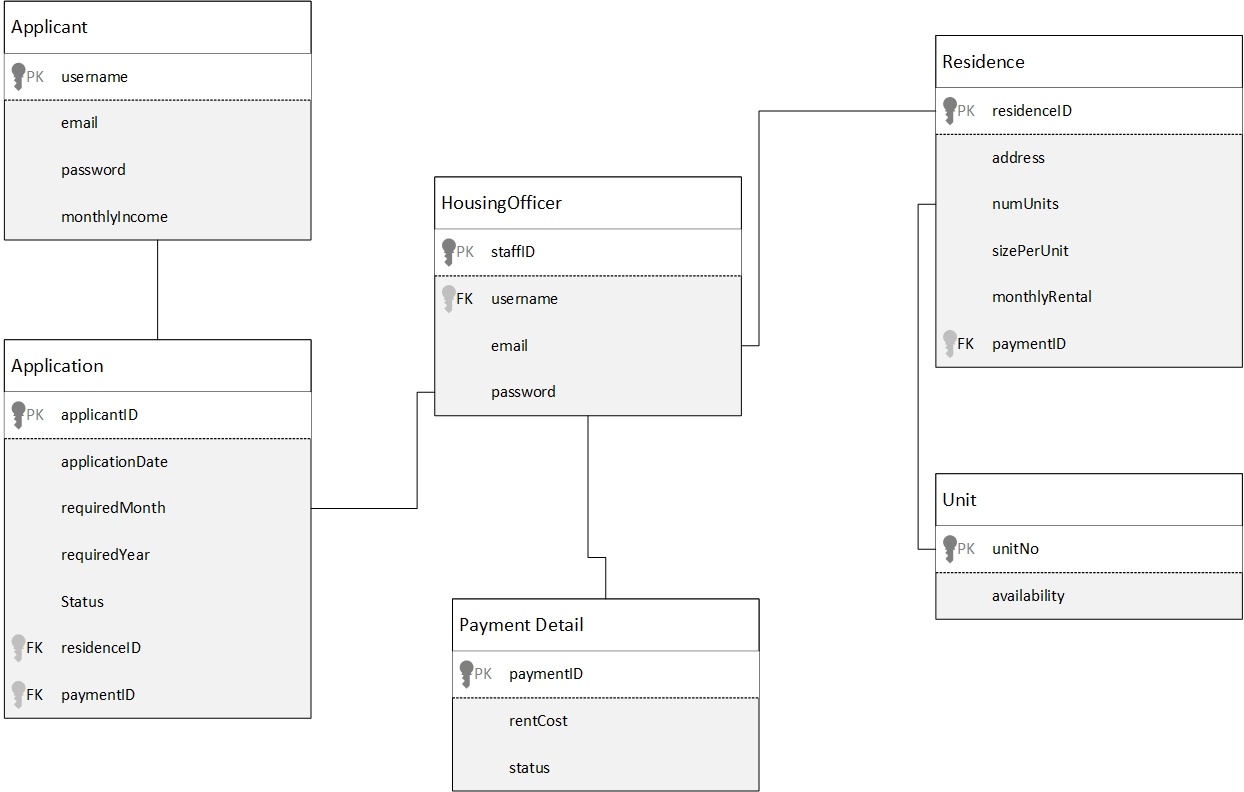 Applicant
PK username
email
password
monthlyIncome
Application
PK applicantID
applicationDate
requiredMonth
requiredYear
Status
FK residenceID
FK paymentID
HousingOfficer
PK staffID
FK username
email
password
Payment Detail
PK paymentID
rentCost
status
Residence
PK residenceID
address
numUnits
sizePerUnit
monthlyRental
FK paymentID
Unit
PK unitNo
availability